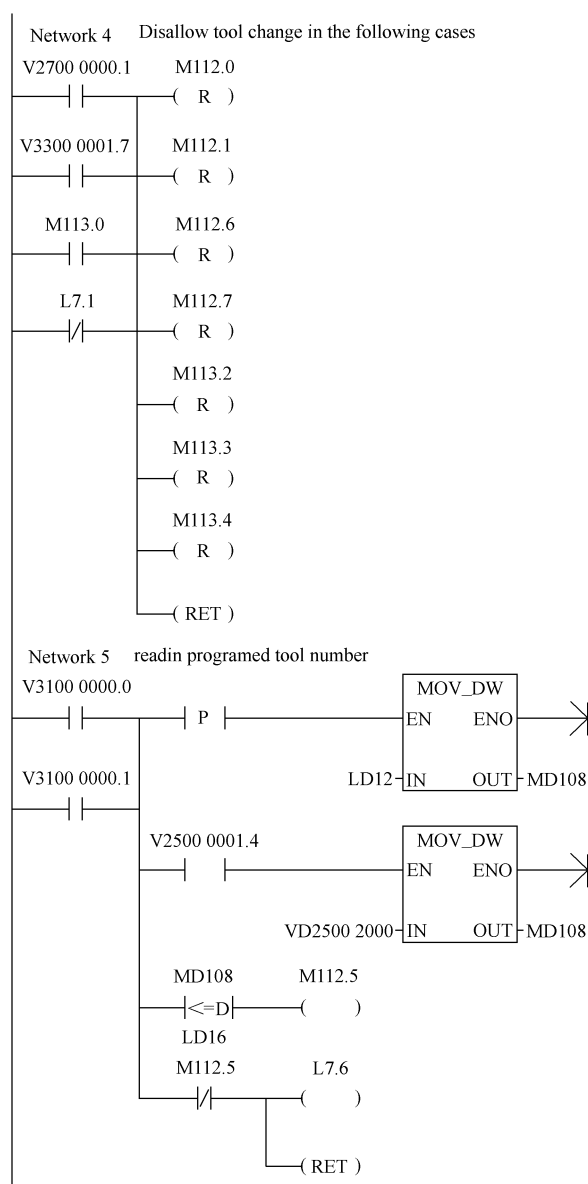 Network 4 Disallow tool change in the following cases
V2700 0000.1 M112.0
( R )
V3300 0001.7 M112.1
( R )
M113.0 M112.6
( R )
L7.1 M112.7
( R )
M113.2
( R )
M113.3
( R )
M113.4
( R )
( RET )
Network 5 readin programed tool number
V3100 0000.0 MOV_DW
P EN ENO
V3100 0000.1 LD12 IN OUT MD108
V2500 0001.4 MOV_DW
EN ENO
VD2500 2000 IN OUT MD108
MD108 M112.5
<=D ( )
LD16
M112.5 L7.6
/ ( )
( RET )